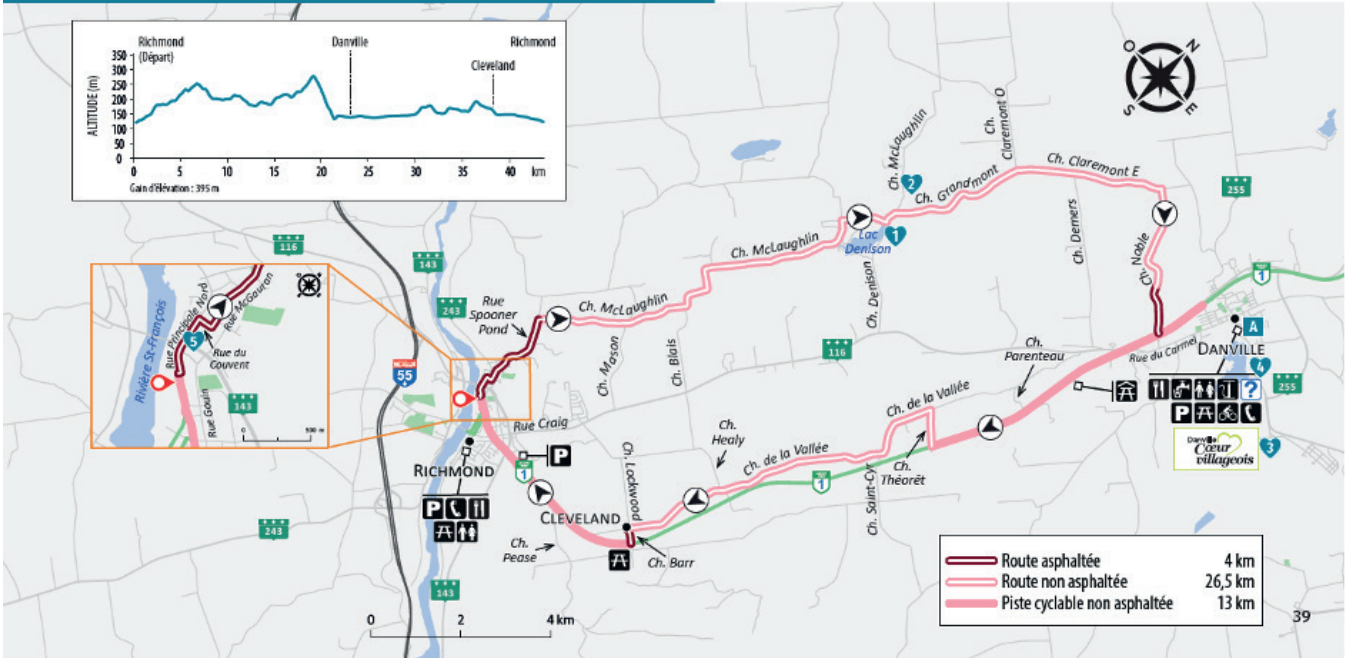 Richmond
(Départ)
Danville
Richmond
Cleveland
ALTITUDE (m)
350
300
250
200
150
100
50
0
0 5 10 15 20 25 30 35 40 km
Gain d'élévation : 395 m
O N
S E
Ch. McLaughlin
Ch.
Claremont O
2
Ch. Grandmont
Ch. Claremont E
255
1
Lac
Denison
Ch. McLaughlin
Ch. Demers
Ch. Noble
1
116
143
243
Rue
Spooner
Pond
Ch. McLaughlin
Ch. Denison
Rivière St-François
Rue Principale Nord
Rue McGauran
5
Rue du
Couvent
Rue Gouin
143
0 500 m
55
Ch. Mason
Ch. Blais
116
Ch.
Parenteau
Rue du Carmel
A
DANVILLE
4
255
?
P
Danville
Cœur
villageois
3
Rue Craig
Ch.
Healy
Ch. de la Vallée
Ch. de la Vallée
Ch.
Théorêt
Ch. Saint-Cyr
1
RICHMOND
P
1
P
Ch. Lockwood
CLEVELAND
Ch.
Pease
Ch. Barr
243
143
0 2 4 km
Route asphaltée 4 km
Route non asphaltée 26,5 km
Piste cyclable non asphaltée 13 km
39